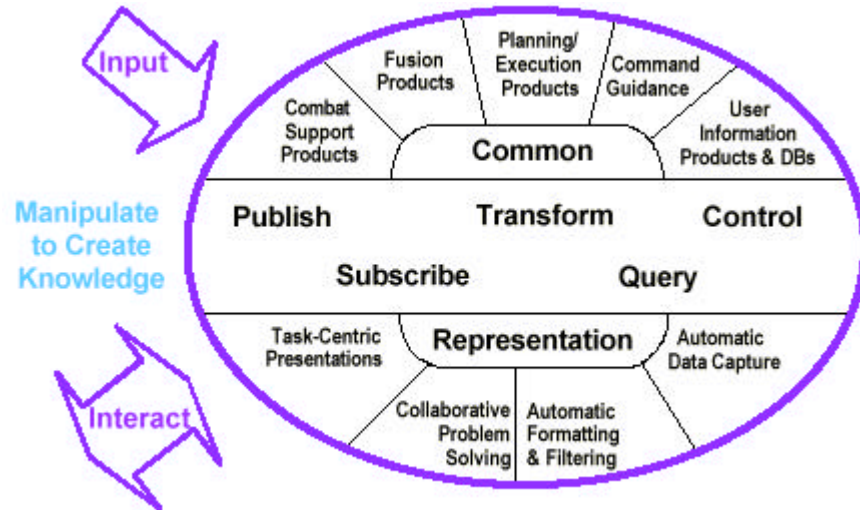 Input
Combat
Support
Products
Fusion
Products
Planning/
Execution
Products
Command
Guidance
User
Information
Products & DBs
Common
Manipulate
to Create
Knowledge
Publish
Transform
Control
Subscribe
Query
Interact
Task-Centric
Presentations
Representation
Automatic
Data Capture
Collaborative
Problem
Solving
Automatic
Formatting
& Filtering